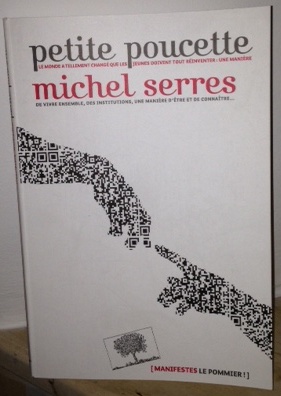 petite poucette
LE MONDE A TELLEMENT CHANGÉ QUE LES JEUNES DOIVENT TOUT RÉINVENTER : UNE MANIÈRE
michel serres
DE VIVRE ENSEMBLE, DES INSTITUTIONS, UNE MANIÈRE D'ÊTRE ET DE CONNAÎTRE...
[ MANIFESTES LE POMMIER ! ]